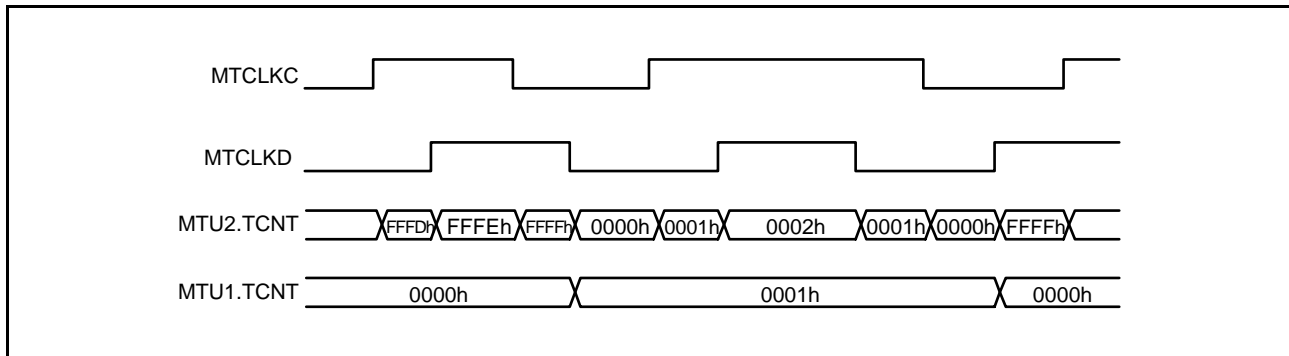 MTCLKC
MTCLKD
MTU2.TCNT FFFDh FFFEh FFFFh 0000h 0001h 0002h 0001h 0000h FFFFh
MTU1.TCNT 0000h 0001h 0000h